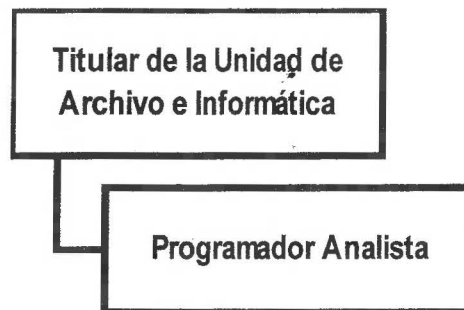 Titular de la Unidad de
Archivo e Informática
Programador Analista